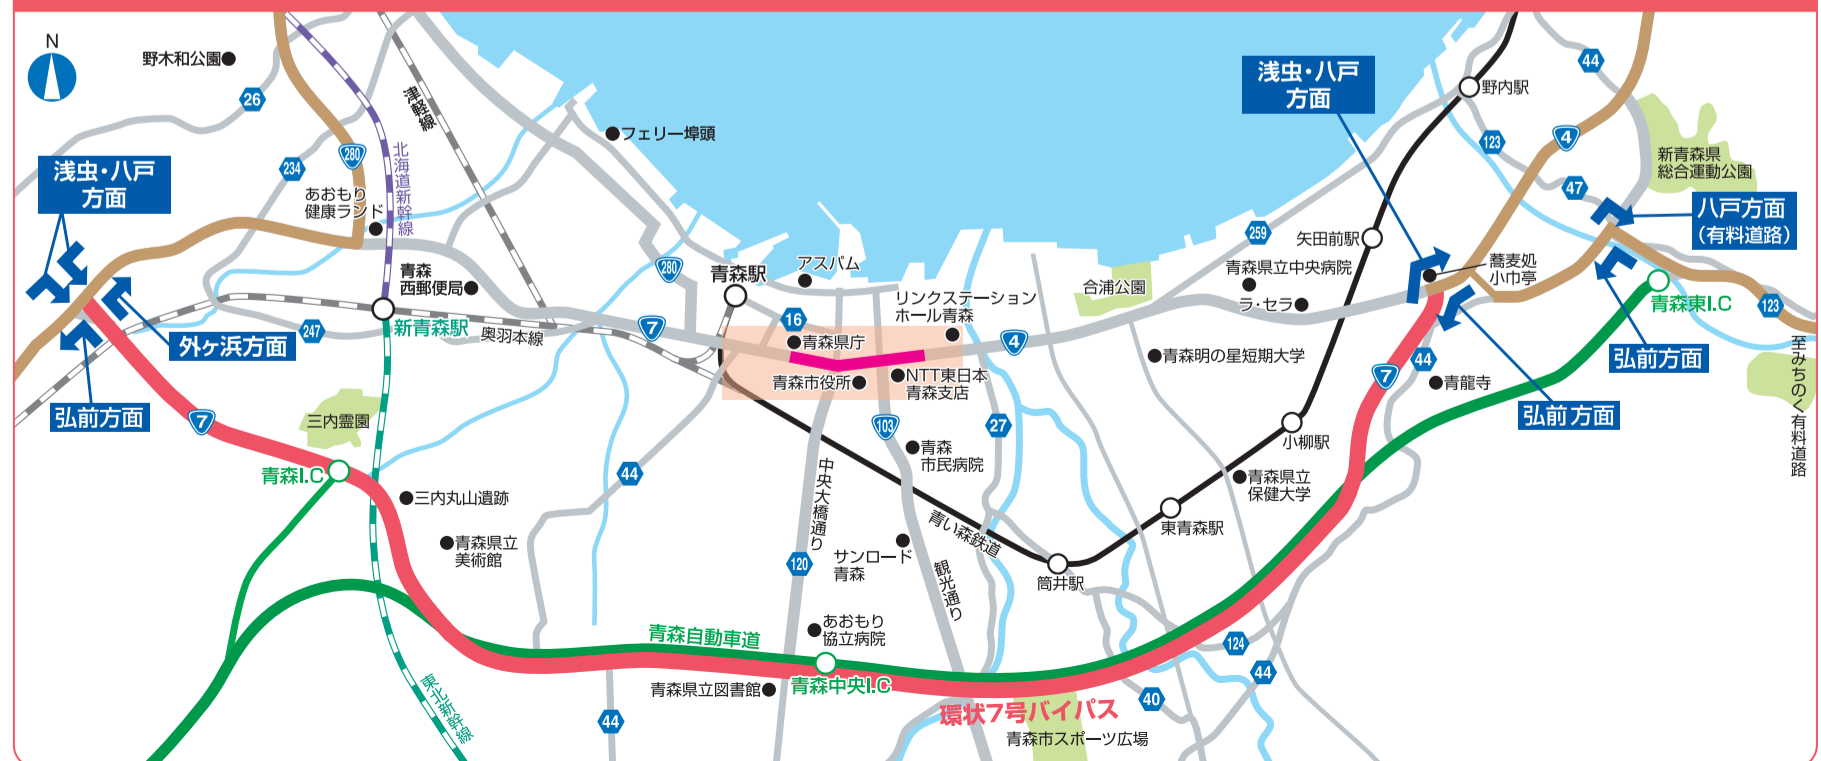 N
野木和公園
26
234
280
津軽線
北海道新幹線
浅虫・八戸
方面
あおもり
健康ランド
フェリー埠頭
280
青森
西郵便局
新青森駅
奥羽本線
247
外ヶ浜方面
弘前方面
7
7
三内霊園
青森I.C
三内丸山遺跡
青森県立
美術館
青森駅
アスパム
リンクステーション
ホール青森
16
青森県庁
青森市役所
NTT東日本
青森支店
4
103
27
44
青森
市民病院
中央大橋通り
青い森鉄道
サンロード
青森
観光通り
120
筒井駅
あおもり
協立病院
青森自動車道
青森県立図書館
青森中央I.C
44
東北新幹線
環状7号バイパス
青森市スポーツ広場
40
44
124
浅虫・八戸
方面
野内駅
44
123
4
47
新青森県
総合運動公園
八戸方面
(有料道路)
259
矢田前駅
青森県立中央病院
ラ・セラ
合浦公園
蕎麦処
小巾亭
青森東I.C
123
至みちのく有料道路
弘前方面
弘前方面
44
7
青龍寺
青森明の星短期大学
小柳駅
青森県立
保健大学
東青森駅